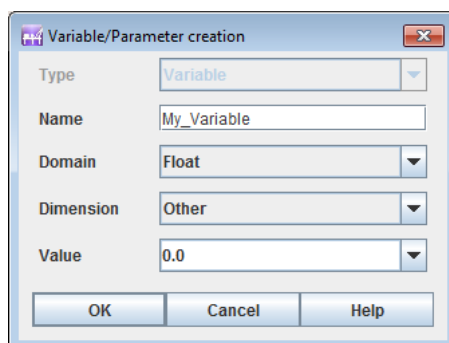 Variable/Parameter creation
Type Variable
Name My_Variable
Domain Float
Dimension Other
Value 0.0
OK Cancel Help